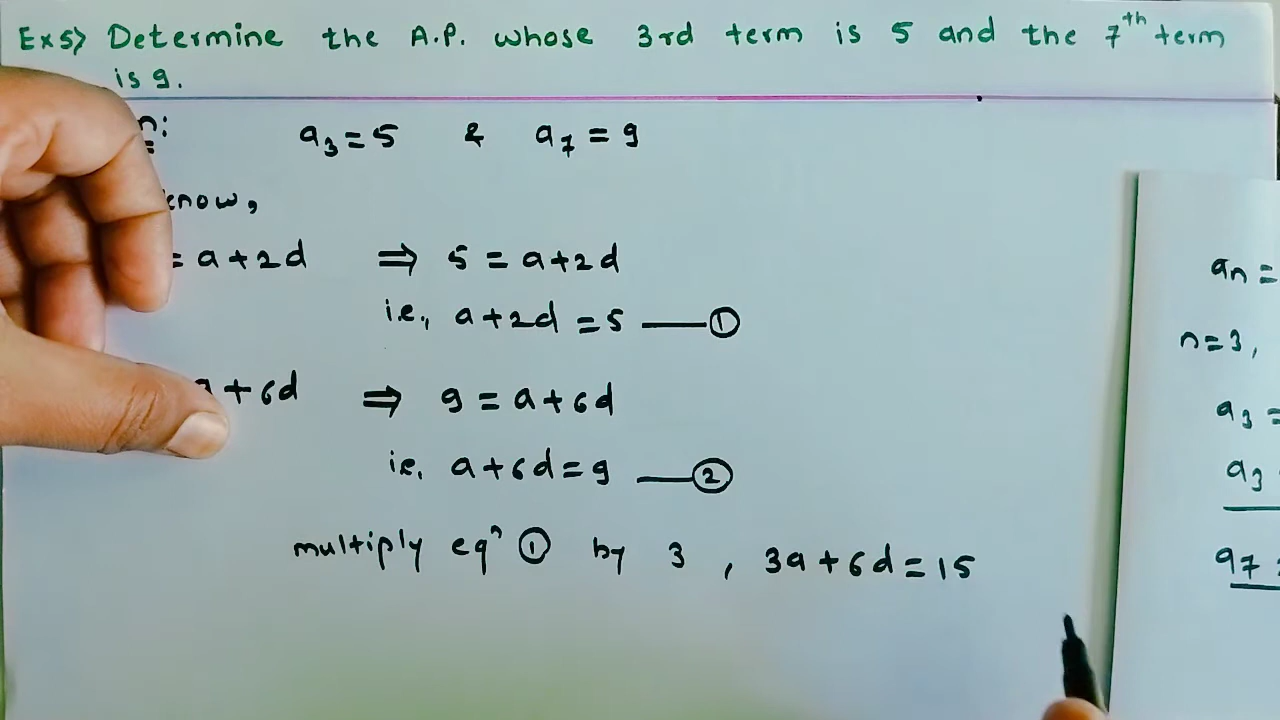 Ex5) Determine the A.P. whose 3rd term is 5 and the 7th term
is 9.
a3 = 5 & a7 = 9
know,
= a+2d ⇒ 5 = a+2d
i.e., a+2d = 5 —— ①
+6d ⇒ 9 = a+6d
i.e. a+6d = 9 —— ②
multiply eqn ① by 3 , 3a+6d = 15
an =
n=3,
a3 =
a3
a7